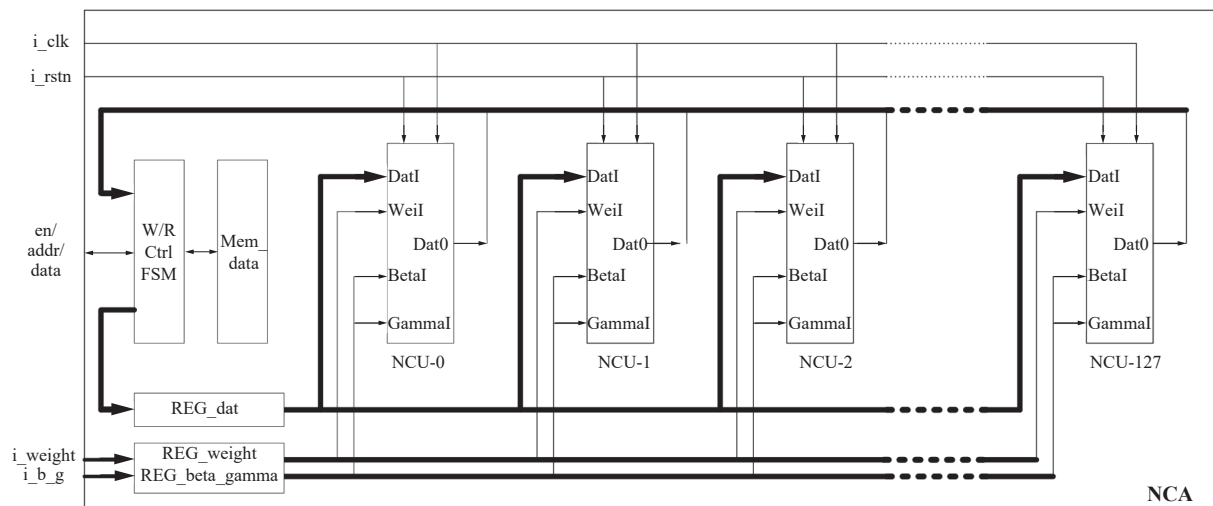 i_clk
i_rstn
en/
addr/
data
W/R
Ctrl
FSM
Mem_
data
DatI
WeiI
Dat0
BetaI
GammaI
NCU-0
DatI
WeiI
Dat0
BetaI
GammaI
NCU-1
DatI
WeiI
Dat0
BetaI
GammaI
NCU-2
DatI
WeiI
Dat0
BetaI
GammaI
NCU-127
REG_dat
i_weight
REG_weight
i_b_g
REG_beta_gamma
NCA